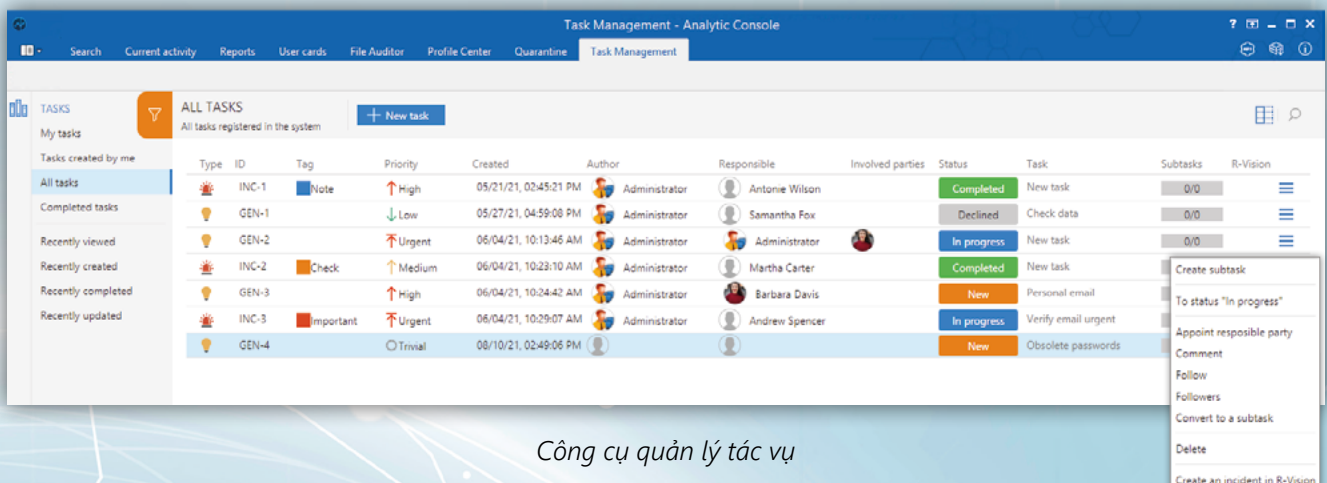 Task Management - Analytic Console
Search Current activity Reports User cards File Auditor Profile Center Quarantine Task Management
TASKS
My tasks
Tasks created by me
All tasks
Completed tasks
Recently viewed
Recently created
Recently completed
Recently updated
ALL TASKS
All tasks registered in the system
New task
Type ID Tag Priority Created Author Responsible Involved parties Status Task Subtasks R-Vision
INC-1 Note High 05/21/21, 02:45:21 PM Administrator Antonie Wilson Completed New task 0/0
GEN-1 Low 05/27/21, 04:59:08 PM Administrator Samantha Fox Declined Check data 0/0
GEN-2 Urgent 06/04/21, 10:13:46 AM Administrator Administrator In progress New task 0/0
INC-2 Check Medium 06/04/21, 10:23:10 AM Administrator Martha Carter Completed New task
GEN-3 High 06/04/21, 10:24:42 AM Administrator Barbara Davis New Personal email
INC-3 Important Urgent 06/04/21, 10:29:07 AM Administrator Andrew Spencer In progress Verify email urgent
GEN-4 Trivial 08/10/21, 02:49:06 PM New Obsolete passwords
Create subtask
To status "In progress"
Appoint resposible party
Comment
Follow
Followers
Convert to a subtask
Delete
Create an incident in R-Vision
Công cụ quản lý tác vụ